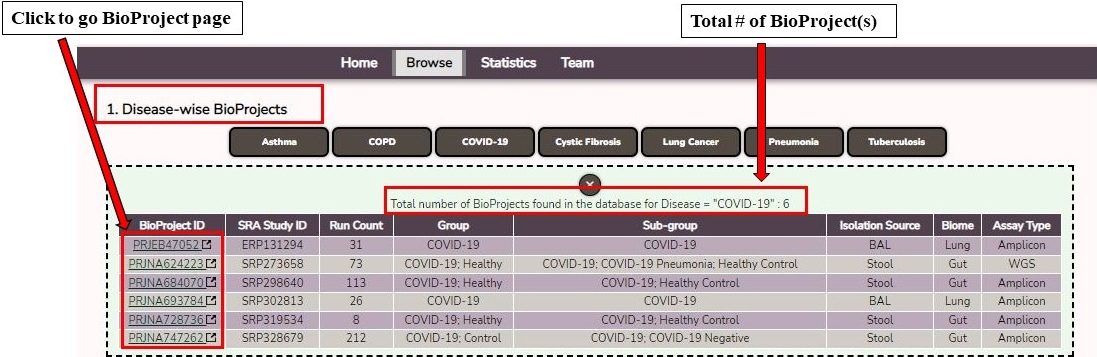 Click to go BioProject page
Total # of BioProject(s)
Home Browse Statistics Team
1. Disease-wise BioProjects
Asthma COPD COVID-19 Cystic Fibrosis Lung Cancer Pneumonia Tuberculosis
Total number of BioProjects found in the database for Disease = "COVID-19" : 6
BioProject ID SRA Study ID Run Count Group Sub-group Isolation Source Biome Assay Type
PRJEB47052 ERP131294 31 COVID-19 COVID-19 BAL Lung Amplicon
PRJNA624223 SRP273658 73 COVID-19; Healthy COVID-19; COVID-19 Pneumonia; Healthy Control Stool Gut WGS
PRJNA684070 SRP298640 113 COVID-19; Healthy COVID-19; Healthy Control Stool Gut Amplicon
PRJNA693784 SRP302813 26 COVID-19 COVID-19 BAL Lung Amplicon
PRJNA728736 SRP319534 8 COVID-19; Healthy COVID-19; Healthy Control Stool Gut Amplicon
PRJNA747262 SRP328679 212 COVID-19; Control COVID-19; COVID-19 Negative Stool Gut Amplicon